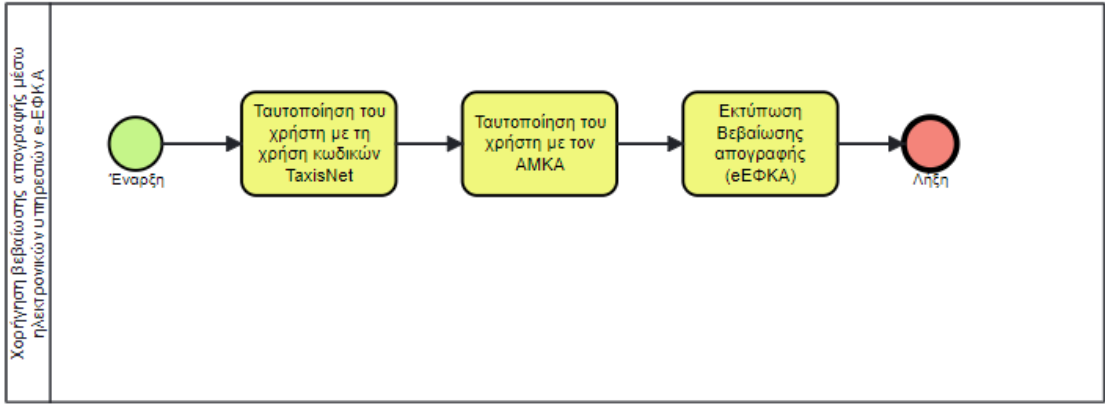 Χορήγηση βεβαίωσης απογραφής μέσω
ηλεκτρονικών υπηρεσιών e-ΕΦΚΑ
Έναρξη
Ταυτοποίηση του
χρήστη με τη
χρήση κωδικών
TaxisNet
Ταυτοποίηση του
χρήστη με τον
ΑΜΚΑ
Εκτύπωση
Βεβαίωσης
απογραφής
(eΕΦΚΑ)
Λήξη